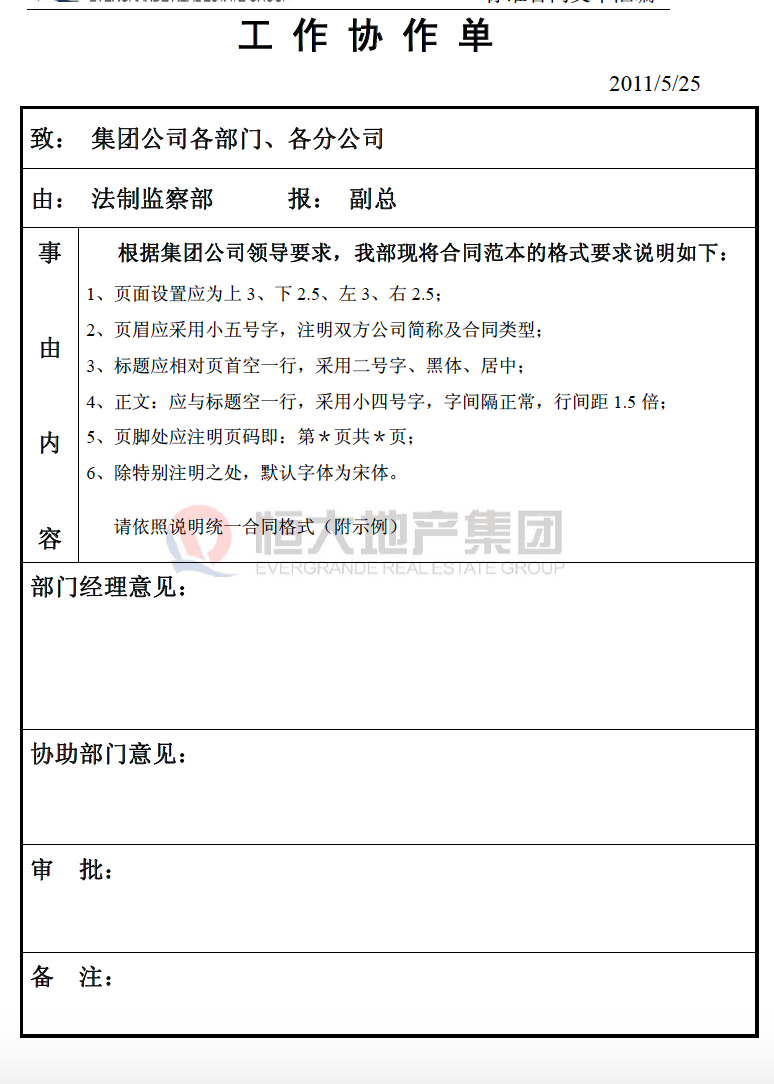 工作协作单
2011/5/25
致： 集团公司各部门、各分公司
由： 法制监察部 报： 副总
事由内容
根据集团公司领导要求，我部现将合同范本的格式要求说明如下：
1、页面设置应为上 3、下 2.5、左 3、右 2.5；
2、页眉应采用小五号字，注明双方公司简称及合同类型；
3、标题应相对页首空一行，采用二号字、黑体、居中；
4、正文：应与标题空一行，采用小四号字，字间隔正常，行间距 1.5 倍；
5、页脚处应注明页码即：第＊页共＊页；
6、除特别注明之处，默认字体为宋体。
请依照说明统一合同格式（附示例）
恒大地产集团
EVERGRANDE REAL ESTATE GROUP
部门经理意见：
协助部门意见：
审 批：
备 注：